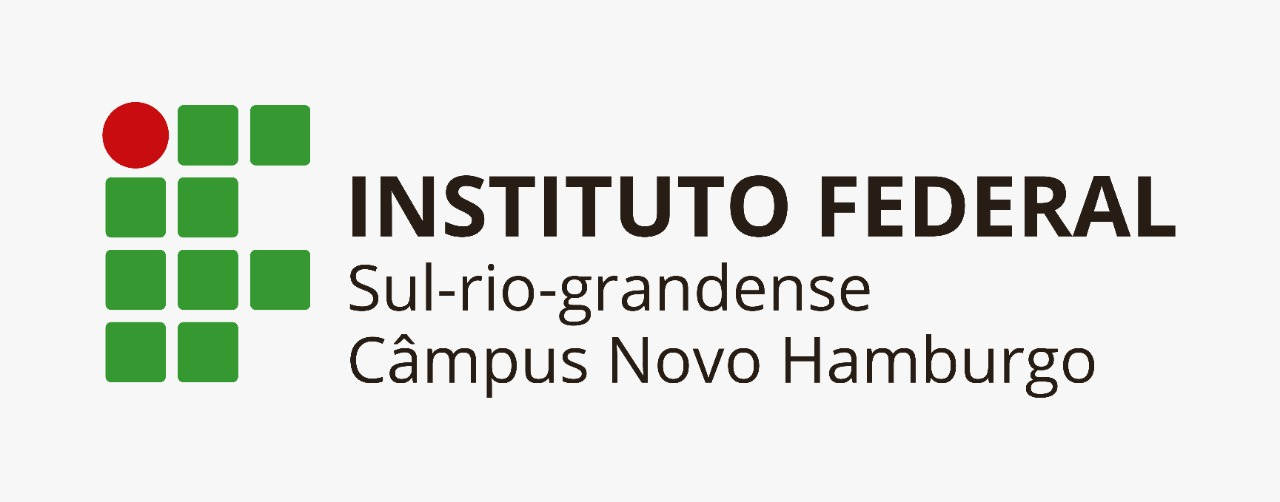 INSTITUTO FEDERAL
Sul-rio-grandense
Câmpus Novo Hamburgo